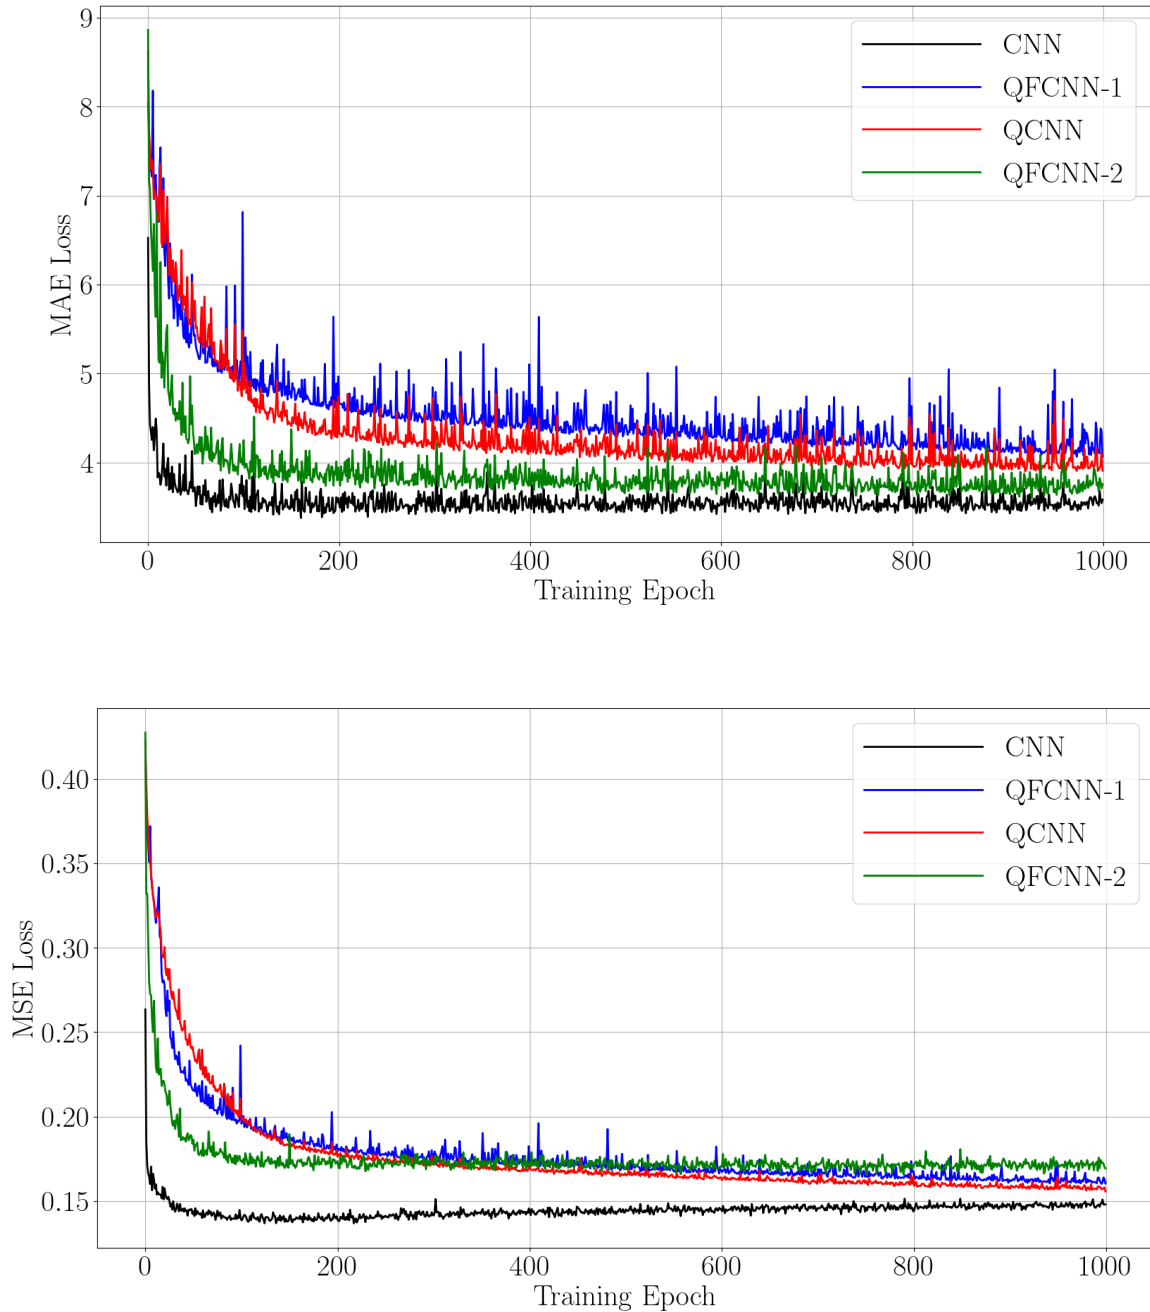 9
8
7
6
5
4
MAE Loss
CNN
QFCNN-1
QCNN
QFCNN-2
0 200 400 600 800 1000
Training Epoch
0.40
0.35
0.30
0.25
0.20
0.15
MSE Loss
CNN
QFCNN-1
QCNN
QFCNN-2
0 200 400 600 800 1000
Training Epoch